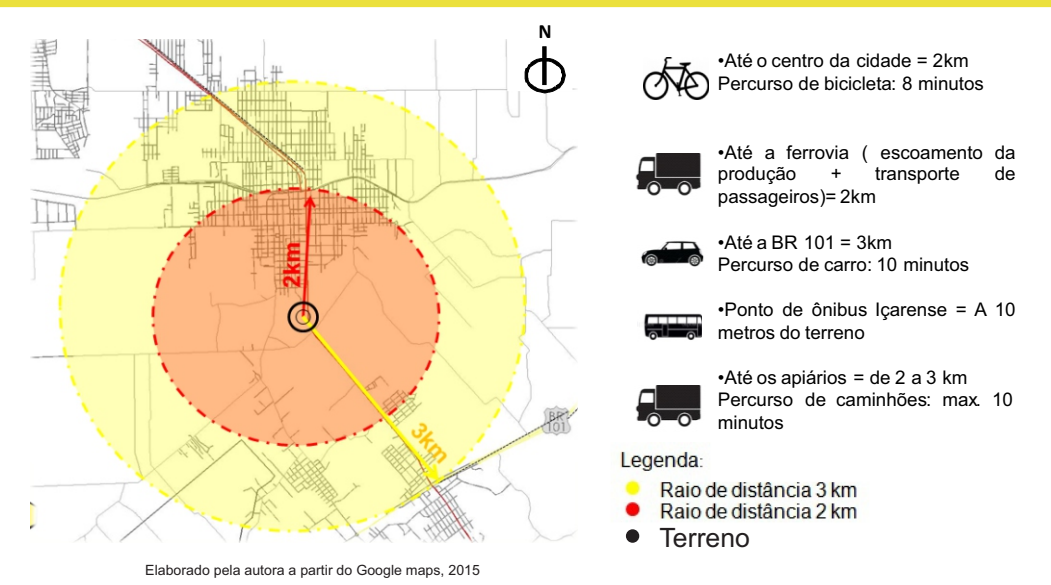 N
2km
3km
BR
101
Elaborado pela autora a partir do Google maps, 2015
•Até o centro da cidade = 2km
Percurso de bicicleta: 8 minutos
•Até a ferrovia ( escoamento da
produção + transporte de
passageiros)= 2km
•Até a BR 101 = 3km
Percurso de carro: 10 minutos
•Ponto de ônibus Içarense = A 10
metros do terreno
•Até os apiários = de 2 a 3 km
Percurso de caminhões: max. 10
minutos
Legenda:
Raio de distância 3 km
Raio de distância 2 km
Terreno